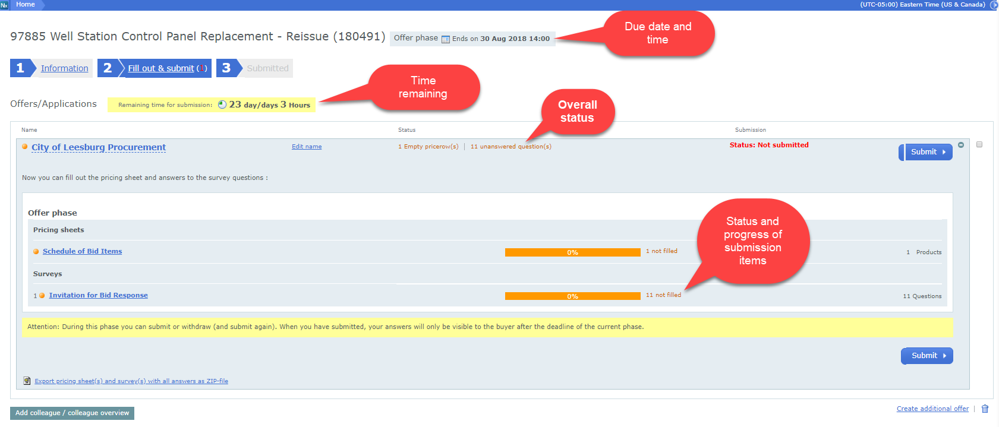 Nx Home (UTC-05:00) Eastern Time (US & Canada)
97885 Well Station Control Panel Replacement - Reissue (180491) Offer phase Ends on 30 Aug 2018 14:00
Due date and
time
1 Information 2 Fill out & submit (1) 3 Submitted
Time
remaining
Offers/Applications Remaining time for submission: 23 day/days 3 Hours
Overall
status
Name Status Submission
City of Leesburg Procurement Edit name 1 Empty pricerow(s) | 11 unanswered question(s) Status: Not submitted
Submit
Now you can fill out the pricing sheet and answers to the survey questions :
Offer phase
Pricing sheets
Status and
progress of
submission
items
Schedule of Bid Items 0% 1 not filled 1 Products
Surveys
1 Invitation for Bid Response 0% 11 not filled 11 Questions
Attention: During this phase you can submit or withdraw (and submit again). When you have submitted, your answers will only be visible to the buyer after the deadline of the current phase.
Submit
Export pricing sheet(s) and survey(s) with all answers as ZIP-file
Create additional offer |
Add colleague / colleague overview